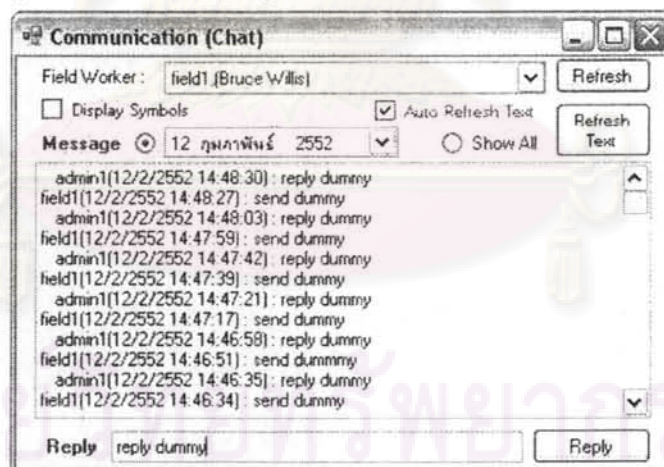 Communication (Chat)
Field Worker : field1 ,(Bruce Willis) Refresh
Display Symbols Auto Refresh Text Refresh Text
Message 12 กุมภาพันธ์ 2552 Show All
admin1(12/2/2552 14:48:30) : reply dummy
field1(12/2/2552 14:48:27) : send dummy
admin1(12/2/2552 14:48:03) : reply dummy
field1(12/2/2552 14:47:59) : send dummy
admin1(12/2/2552 14:47:42) : reply dummy
field1(12/2/2552 14:47:39) : send dummy
admin1(12/2/2552 14:47:21) : reply dummy
field1(12/2/2552 14:47:17) : send dummy
admin1(12/2/2552 14:46:58) : reply dummy
field1(12/2/2552 14:46:51) : send dummmy
admin1(12/2/2552 14:46:35) : reply dummy
field1(12/2/2552 14:46:34) : send dummy
Reply reply dummy Reply